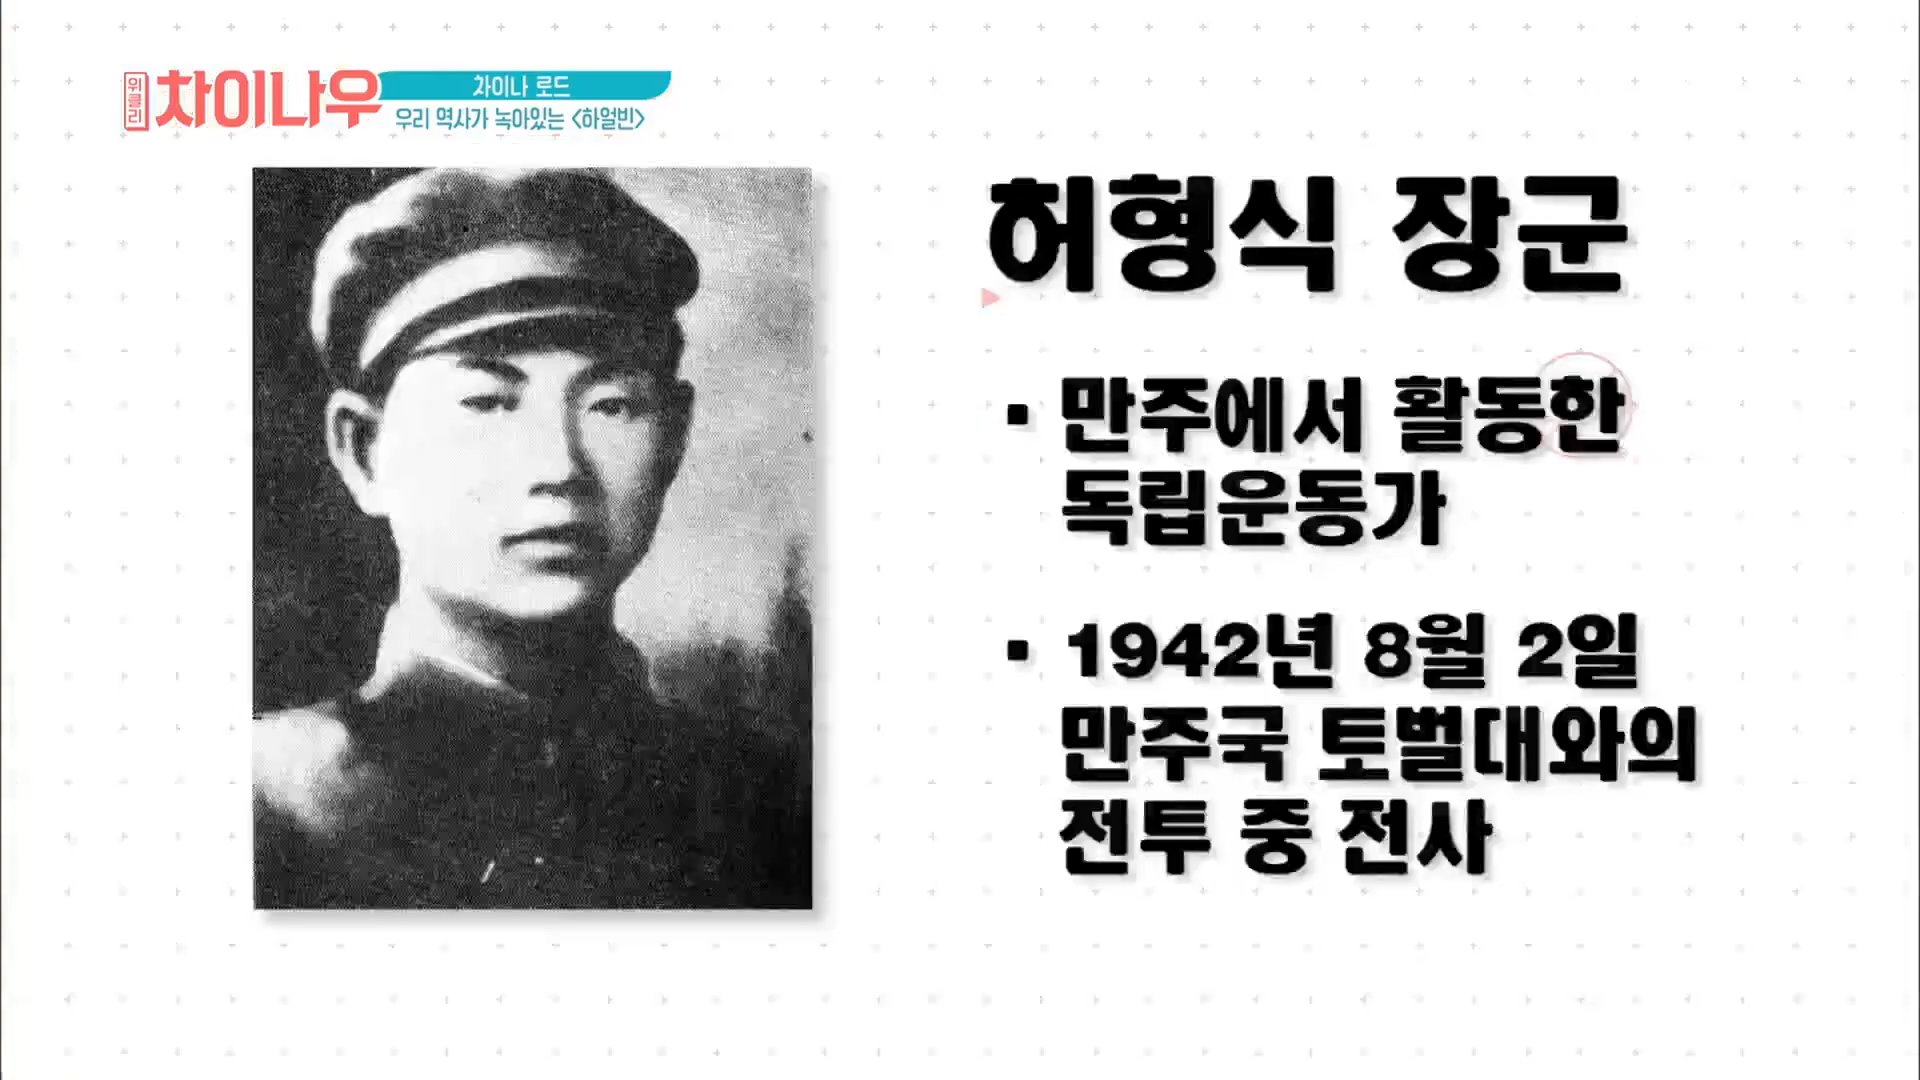 위클리
차이나우
차이나 로드
우리 역사가 녹아있는 <하얼빈>
허형식 장군
▪ 만주에서 활동한
독립운동가
▪ 1942년 8월 2일
만주국 토벌대와의
전투 중 전사